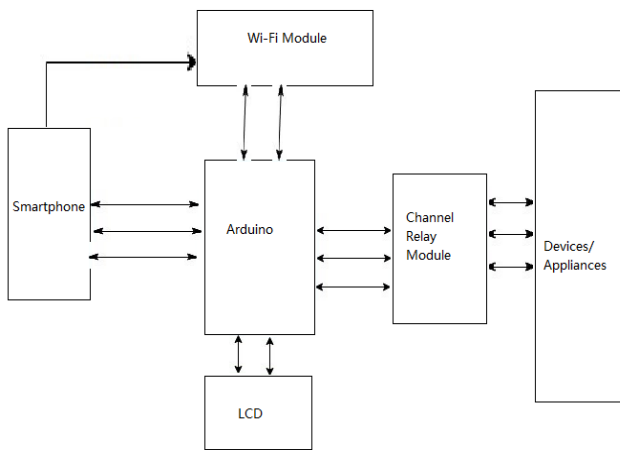 Wi-Fi Module
Smartphone
Arduino
Channel
Relay
Module
Devices/
Appliances
LCD